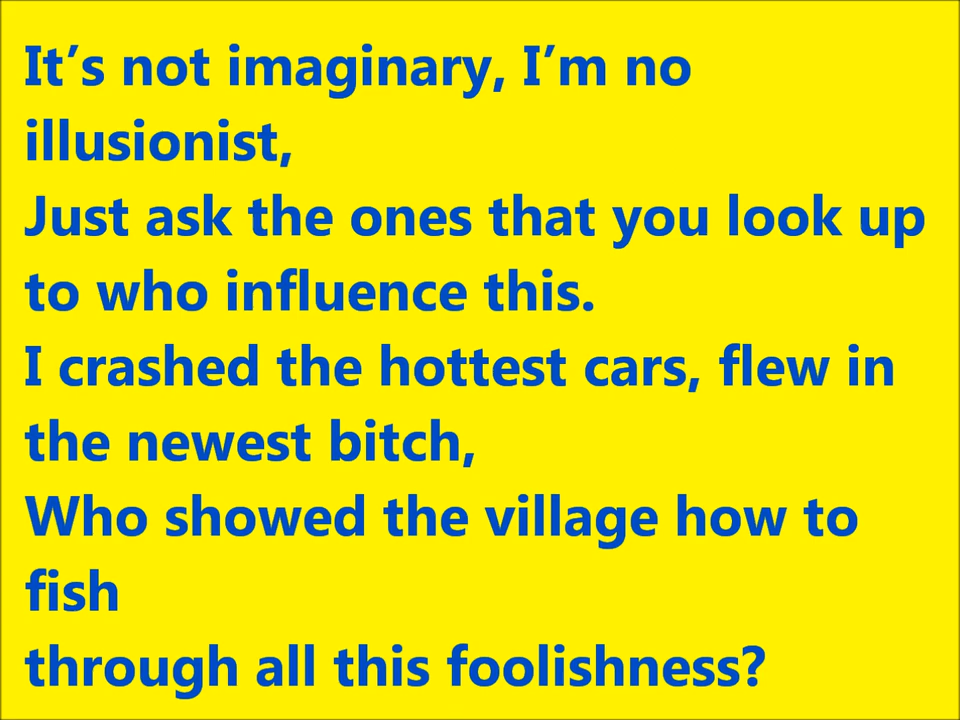 It’s not imaginary, I’m no
illusionist,
Just ask the ones that you look up
to who influence this.
I crashed the hottest cars, flew in
the newest bitch,
Who showed the village how to
fish
through all this foolishness?